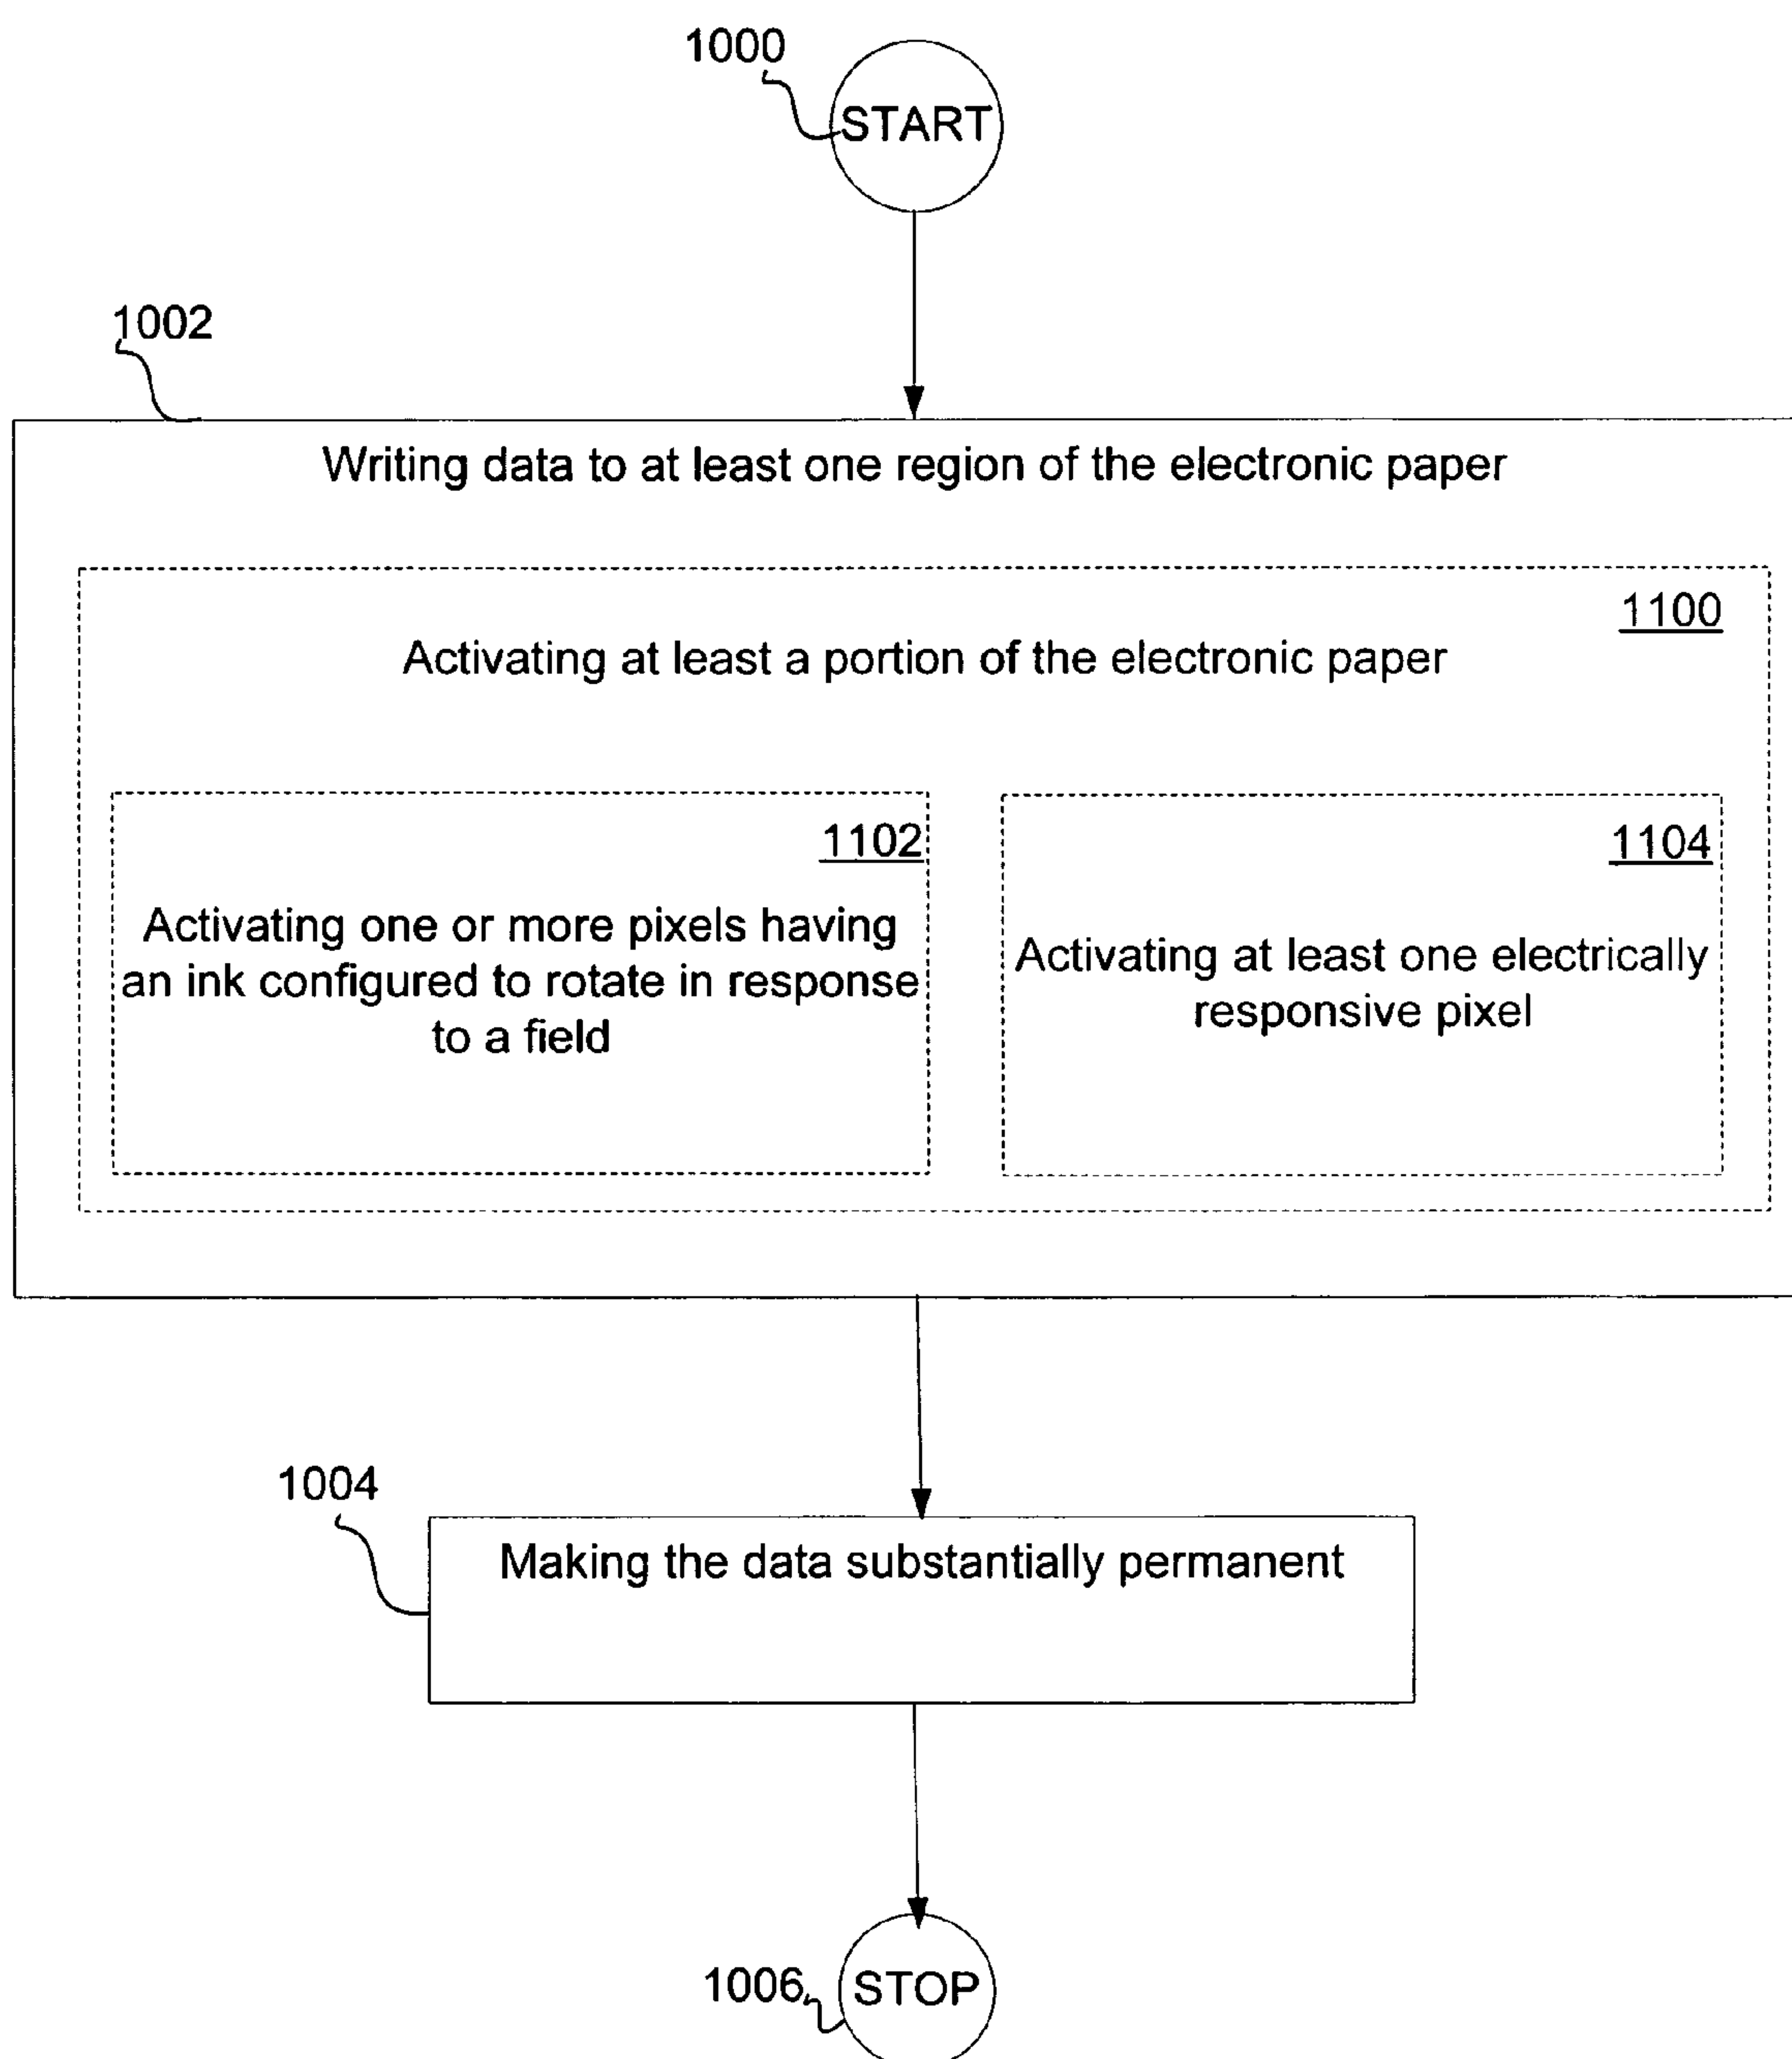 1000
START
1002
Writing data to at least one region of the electronic paper
1100
Activating at least a portion of the electronic paper
1102
Activating one or more pixels having
an ink configured to rotate in response
to a field
1104
Activating at least one electrically
responsive pixel
1004
Making the data substantially permanent
1006
STOP